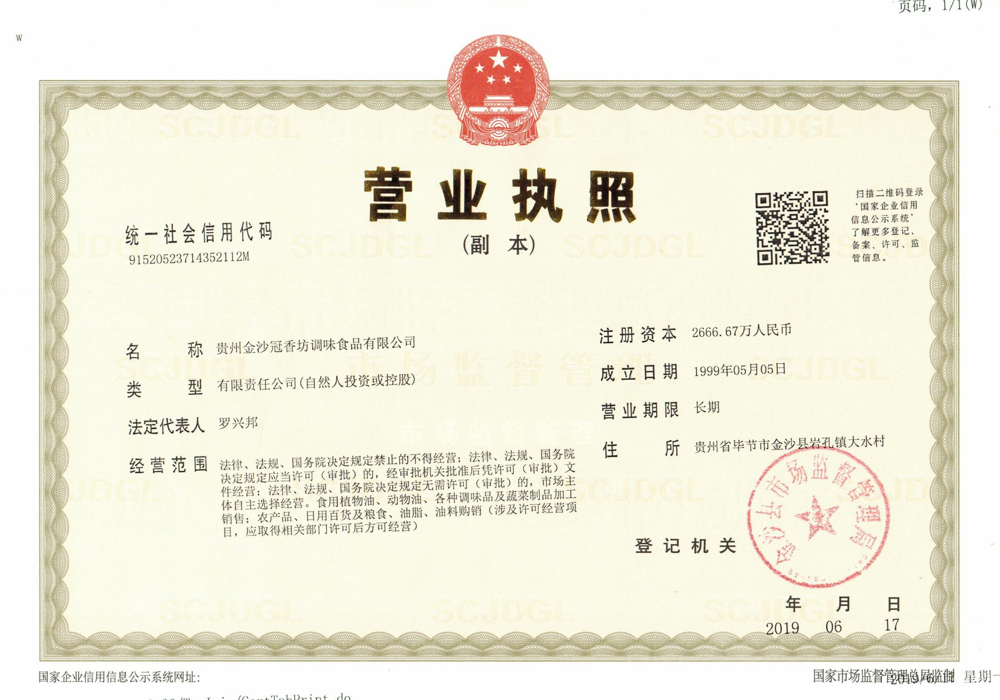 页码，1/1(W)
W
营业执照
(副 本)
统一社会信用代码
91520523714352112M
扫描二维码登录
‘国家企业信用
信息公示系统’
了解更多登记、
备案、许可、监
管信息。
名 称 贵州金沙冠香坊调味食品有限公司
类 型 有限责任公司(自然人投资或控股)
法定代表人 罗兴邦
经营范围 法律、法规、国务院决定规定禁止的不得经营；法律、法规、国务院
决定规定应当许可（审批）的，经审批机关批准后凭许可（审批）文
件经营；法律、法规、国务院决定规定无需许可（审批）的，市场主
体自主选择经营。食用植物油、动物油、各种调味品及蔬菜制品加工
销售；农产品、日用百货及粮食、油脂、油料购销（涉及许可经营项
目，应取得相关部门许可后方可经营）
注册资本 2666.67万人民币
成立日期 1999年05月05日
营业期限 长期
住 所 贵州省毕节市金沙县岩孔镇大水村
登记机关
金沙县市场监督管理局
年 月 日
2019 06 17
国家企业信用信息公示系统网址：
国家市场监督管理总局监制
2019/6/17 星期一
SCJDGL
市场监督管理